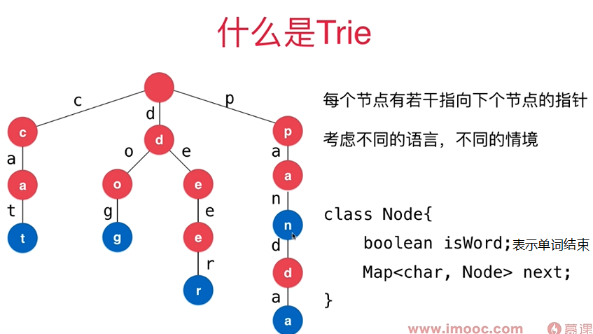 什么是Trie
c
d
p
c
d
p
a
o
e
a
a
o
e
a
t
g
e
n
t
g
e
n
r
d
r
d
a
a
每个节点有若干指向下个节点的指针
考虑不同的语言，不同的情境
class Node{
boolean isWord;表示单词结束
Map<char, Node> next;
}
www.imooc.com 慕课